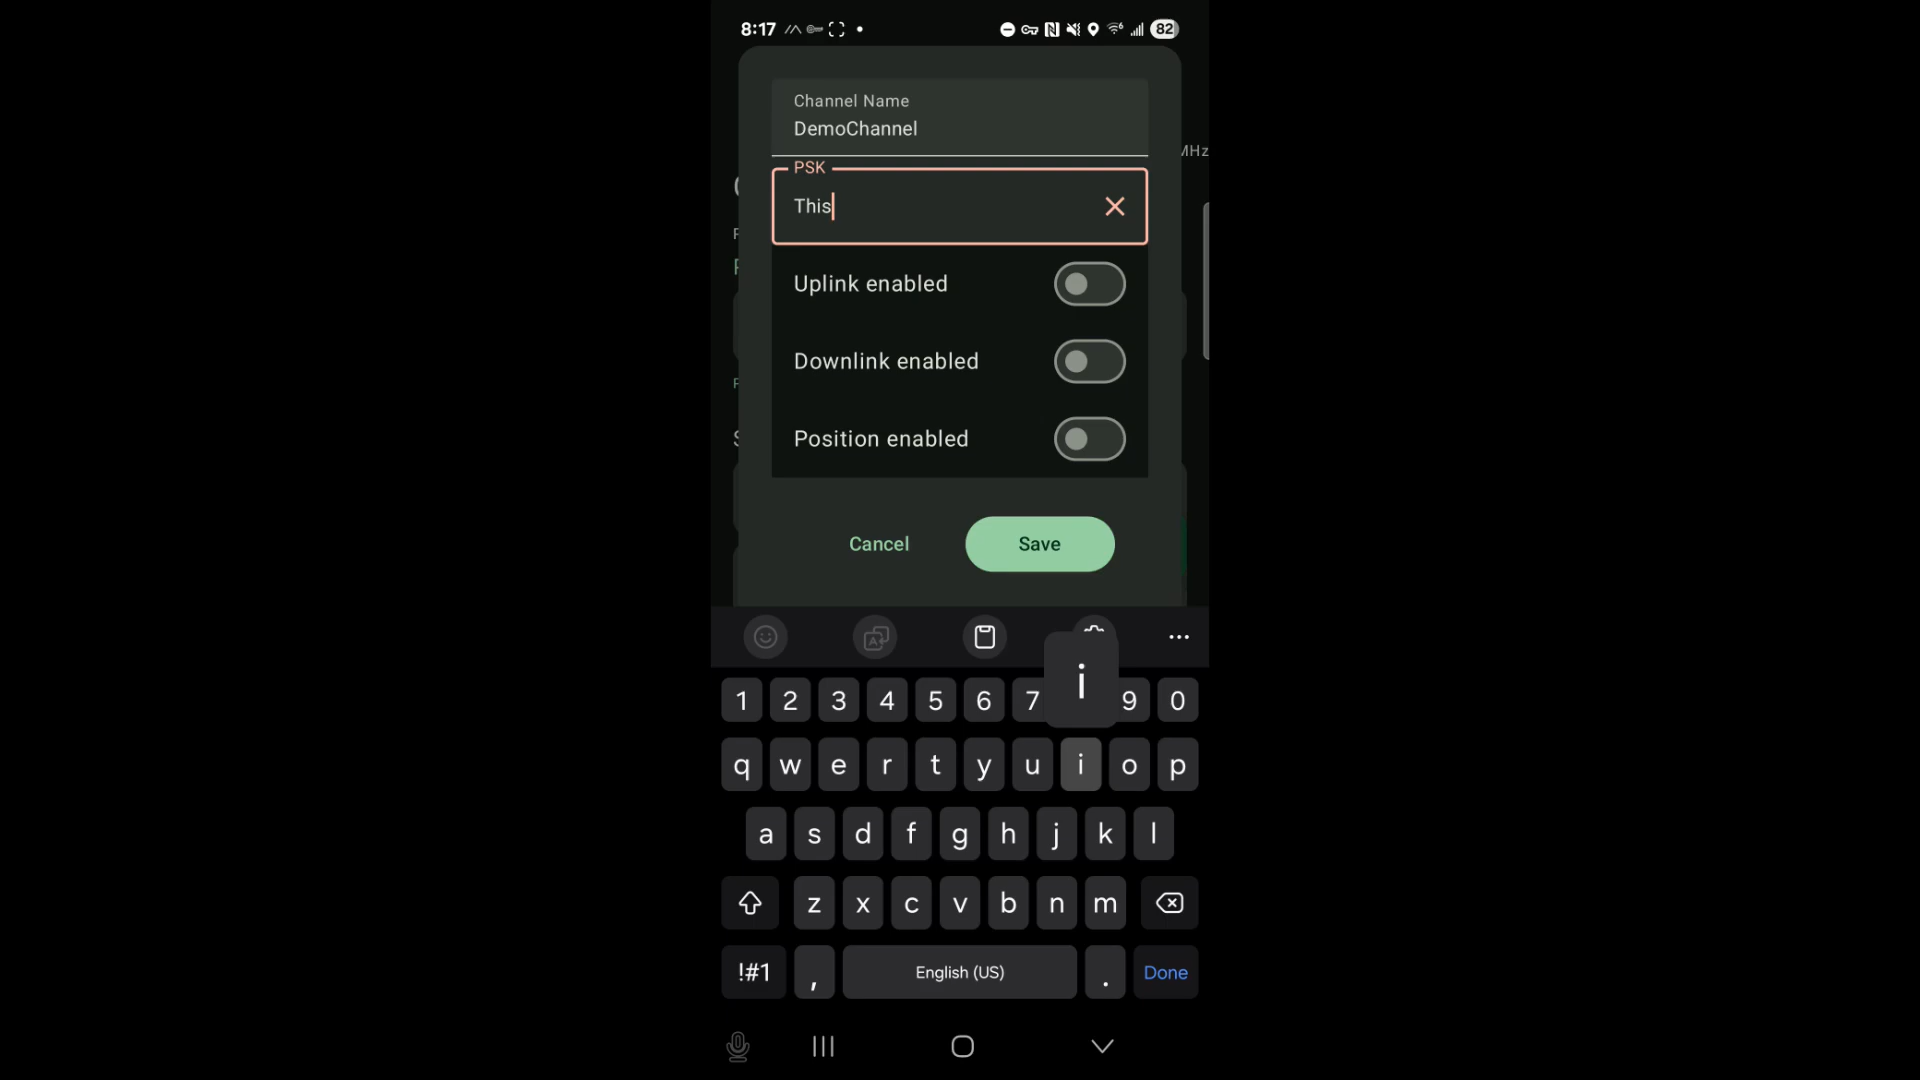 8:17 82
Channel Name
DemoChannel
MHz
PSK
This
Uplink enabled
Downlink enabled
Position enabled
Cancel Save
i
1 2 3 4 5 6 7 9 0
q w e r t y u i o p
a s d f g h j k l
z x c v b n m
!#1 , English (US) . Done